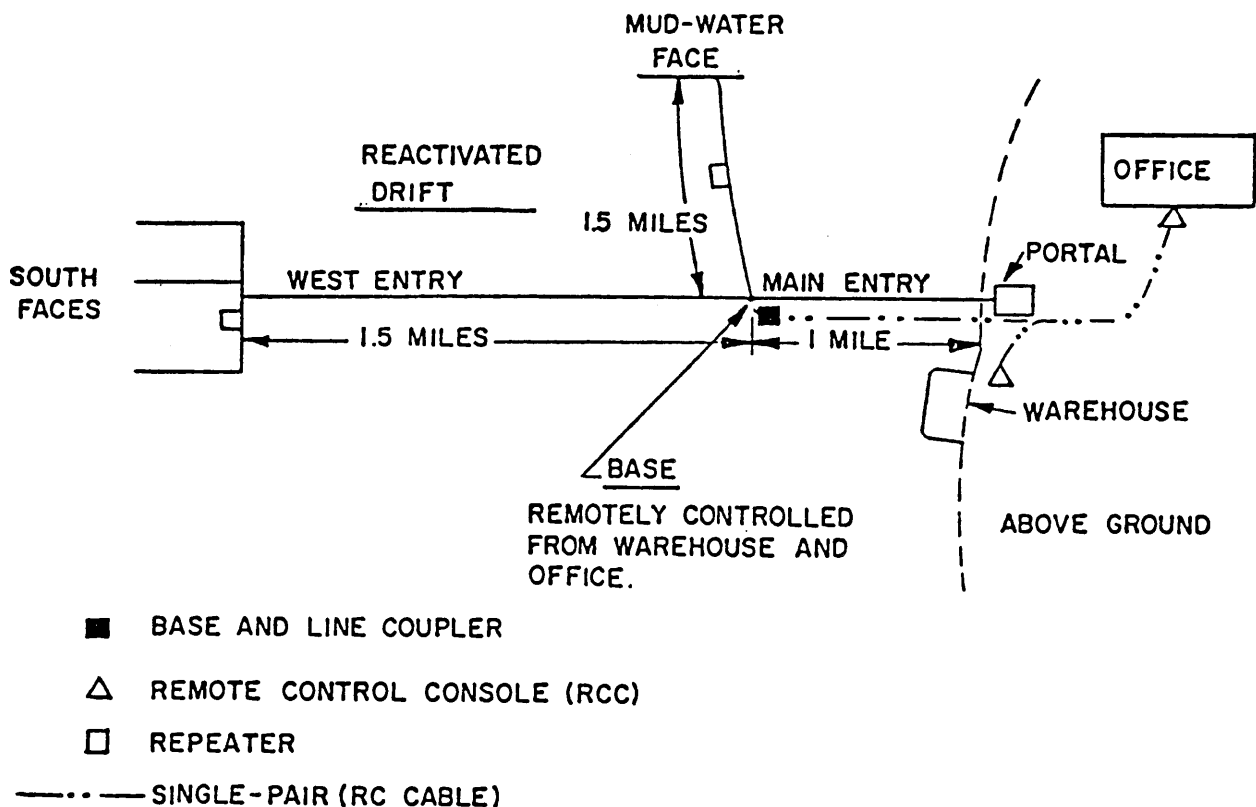 MUD-WATER
FACE
REACTIVATED
DRIFT
OFFICE
1.5 MILES
PORTAL
SOUTH
FACES
WEST ENTRY
MAIN ENTRY
1.5 MILES
1 MILE
WAREHOUSE
BASE
REMOTELY CONTROLLED
FROM WAREHOUSE AND
OFFICE.
ABOVE GROUND
BASE AND LINE COUPLER
REMOTE CONTROL CONSOLE (RCC)
REPEATER
SINGLE-PAIR (RC CABLE)